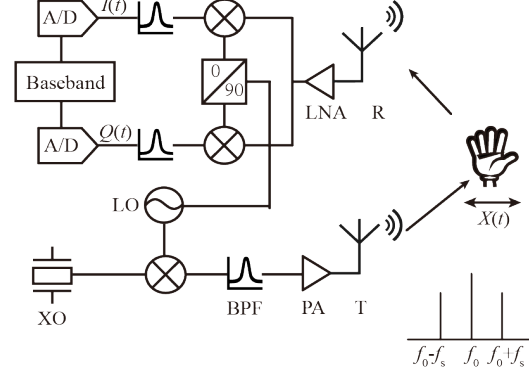 A/D
I(t)
0
90
Baseband
LNA
R
A/D
Q(t)
X(t)
LO
XO
BPF
PA
T
f₀-fₛ
f₀
f₀+fₛ